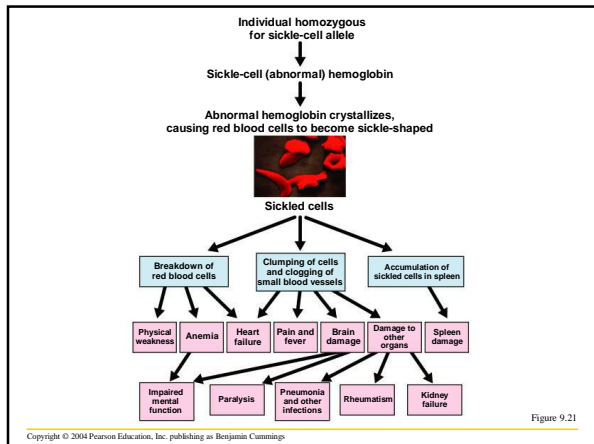 Individual homozygous
for sickle-cell allele
Sickle-cell (abnormal) hemoglobin
Abnormal hemoglobin crystallizes,
causing red blood cells to become sickle-shaped
Sickled cells
Breakdown of
red blood cells
Clumping of cells
and clogging of
small blood vessels
Accumulation of
sickled cells in spleen
Physical
weakness
Anemia
Heart
failure
Pain and
fever
Brain
damage
Damage to
other
organs
Spleen
damage
Impaired
mental
function
Paralysis
Pneumonia
and other
infections
Rheumatism
Kidney
failure
Figure 9.21
Copyright © 2004 Pearson Education, Inc. publishing as Benjamin Cummings